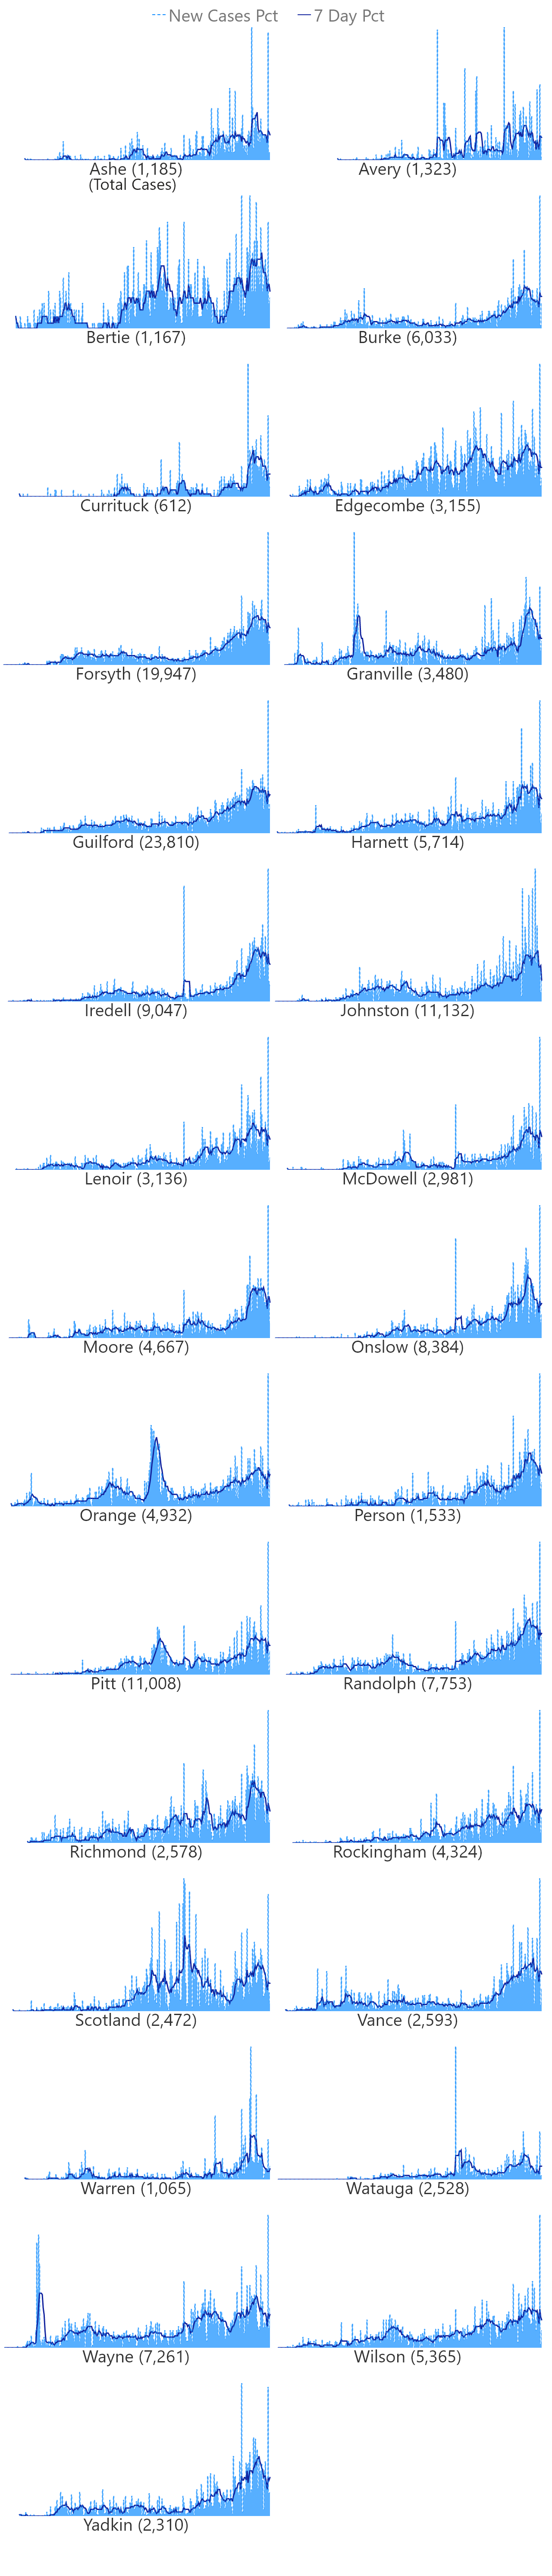 New Cases Pct 7 Day Pct
Ashe (1,185) Avery (1,323)
(Total Cases)
Bertie (1,167) Burke (6,033)
Currituck (612) Edgecombe (3,155)
Forsyth (19,947) Granville (3,480)
Guilford (23,810) Harnett (5,714)
Iredell (9,047) Johnston (11,132)
Lenoir (3,136) McDowell (2,981)
Moore (4,667) Onslow (8,384)
Orange (4,932) Person (1,533)
Pitt (11,008) Randolph (7,753)
Richmond (2,578) Rockingham (4,324)
Scotland (2,472) Vance (2,593)
Warren (1,065) Watauga (2,528)
Wayne (7,261) Wilson (5,365)
Yadkin (2,310)